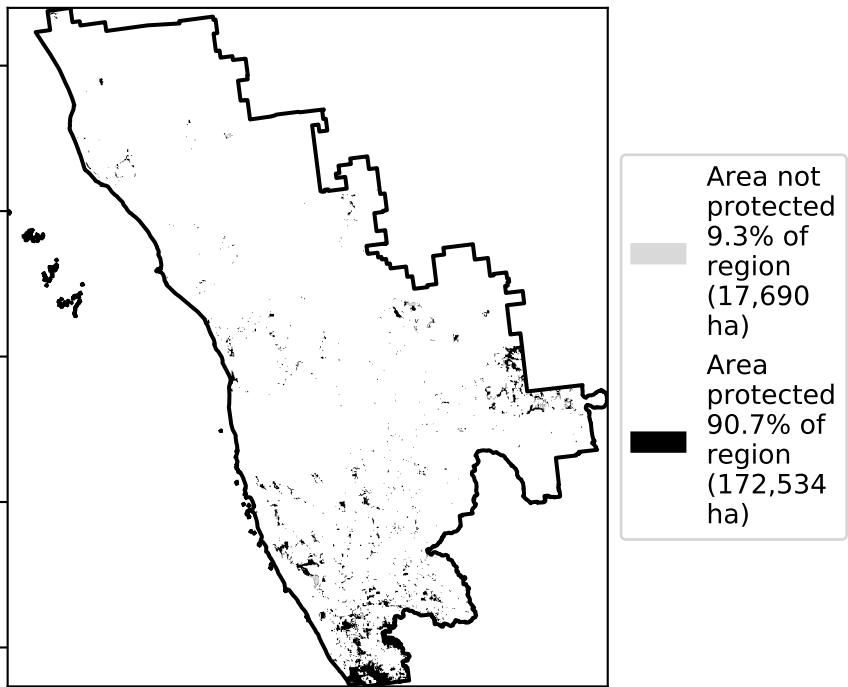 Area not
protected
9.3% of
region
(17,690
ha)
Area
protected
90.7% of
region
(172,534
ha)